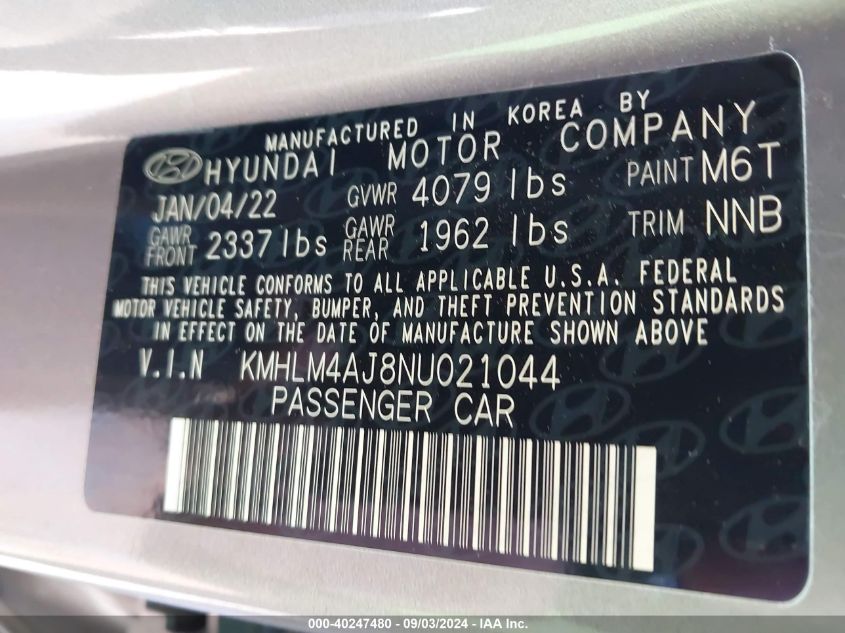 MANUFACTURED IN KOREA BY
HYUNDAI MOTOR COMPANY
JAN/04/22 GVWR 4079 lbs PAINT M6T
GAWR FRONT 2337 lbs GAWR REAR 1962 lbs TRIM NNB
THIS VEHICLE CONFORMS TO ALL APPLICABLE U.S.A. FEDERAL
MOTOR VEHICLE SAFETY, BUMPER, AND THEFT PREVENTION STANDARDS
IN EFFECT ON THE DATE OF MANUFACTURE SHOWN ABOVE
V.I.N KMHLM4AJ8NU021044
PASSENGER CAR
000-40247480 - 09/03/2024 - IAA Inc.